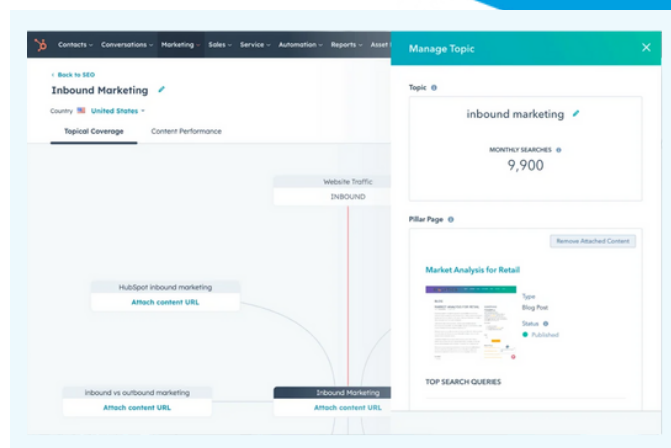 Contacts Conversations Marketing Sales Service Automation Reports Asset
Back to SEO
Inbound Marketing
Country United States
Topical Coverage Content Performance
Website Traffic
INBOUND
HubSpot inbound marketing
Attach content URL
inbound vs outbound marketing
Attach content URL
Inbound Marketing
Attach content URL
Manage Topic
Topic
inbound marketing
MONTHLY SEARCHES
9,900
Pillar Page
Remove Attached Content
Market Analysis for Retail
Type
Blog Post
Status
Published
TOP SEARCH QUERIES